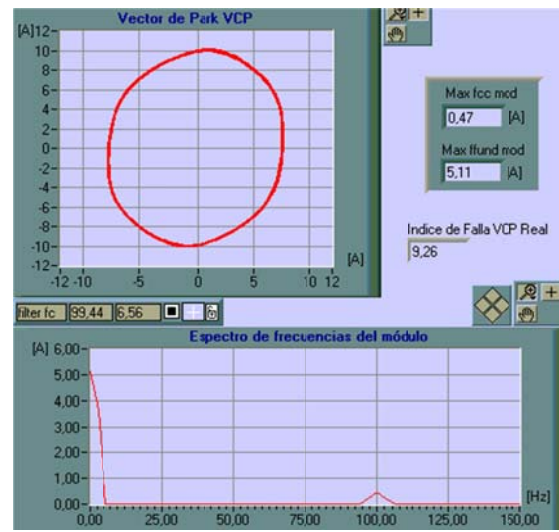 Vector de Park VCP
[A]
12-
10-
8-
6-
4-
2-
0-
-2-
-4-
-6-
-8-
-10-
-12-
-12 -10 -5 0 5 10 12
[A]
Max fcc mod
0,47 [A]
Max ffund mod
5,11 [A]
Indice de Falla VCP Real
9,26
filter fc 99,44 6,56
Espectro de frecuencias del módulo
[A]
6,00-
5,00-
4,00-
3,00-
2,00-
1,00-
0,00-
0,00 25,00 50,00 75,00 100,00 125,00 150,00
[Hz]